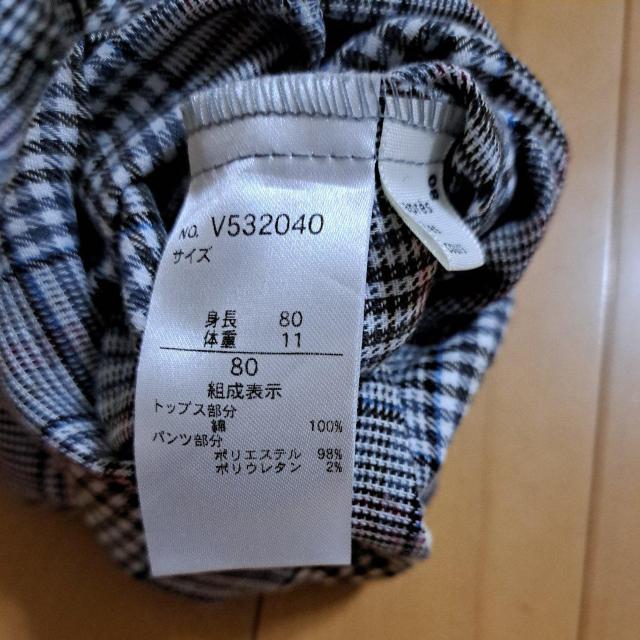 NO. V532040
サイズ
身長 80
体重 11
80
組成表示
トップス部分
綿 100%
パンツ部分
ポリエステル 98%
ポリウレタン 2%